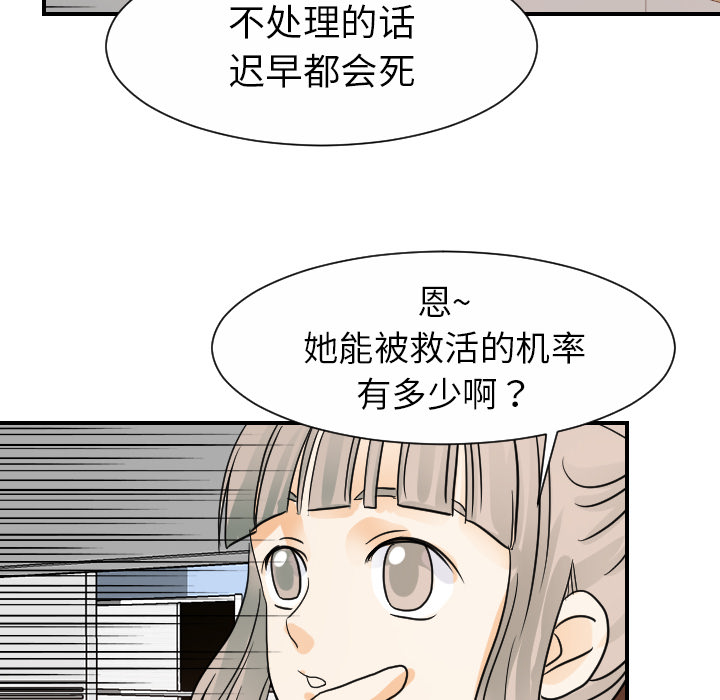 不处理的话
迟早都会死
恩~
她能被救活的机率
有多少啊？